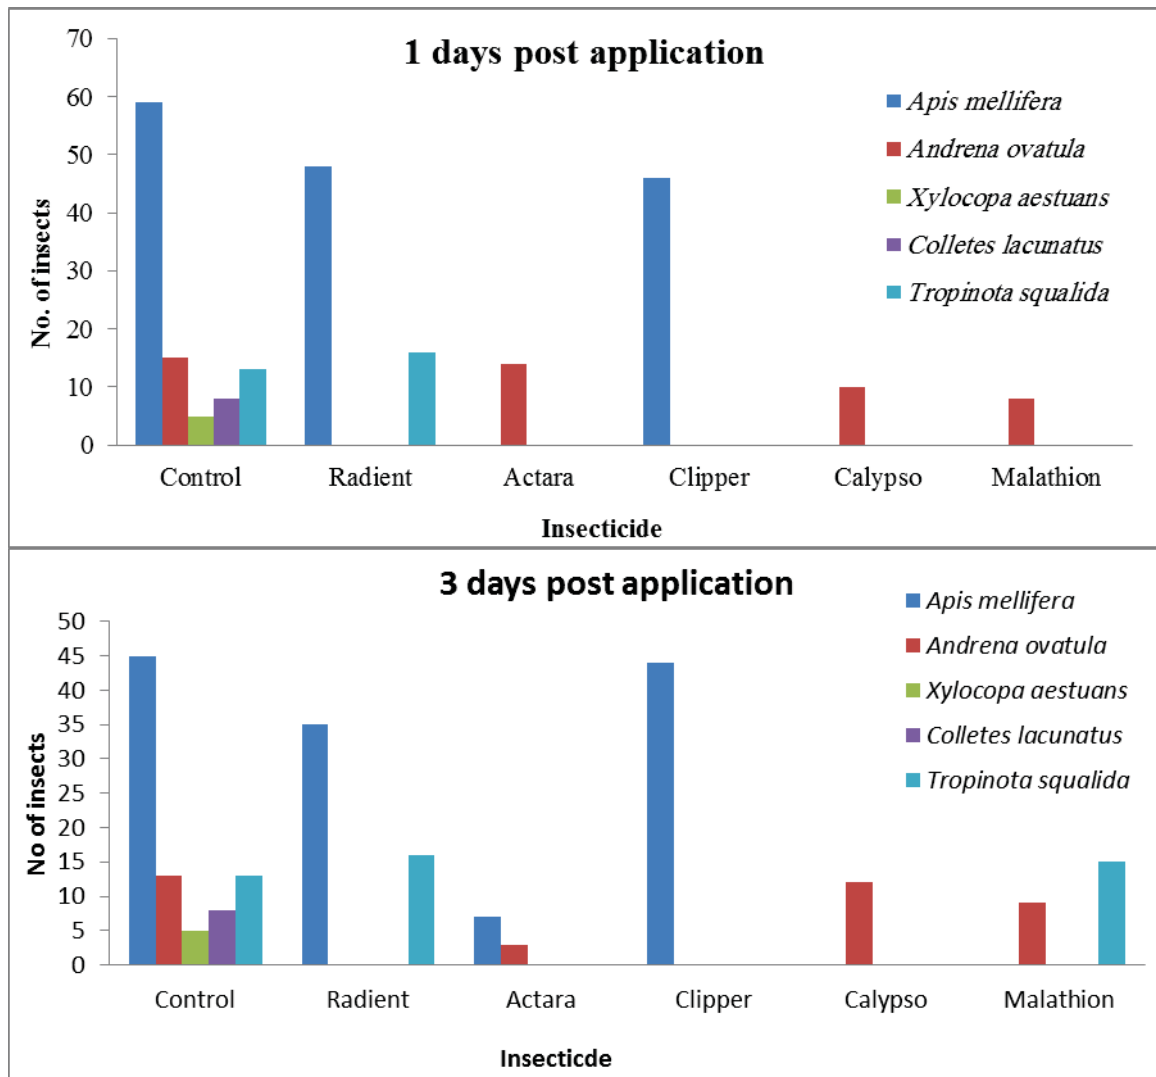 1 days post application
70
60
50
40
30
20
10
0
No. of insects
Apis mellifera
Andrena ovatula
Xylocopa aestuans
Colletes lacunatus
Tropinota squalida
Control Radient Actara Clipper Calypso Malathion
Insecticide
3 days post application
50
45
40
35
30
25
20
15
10
5
0
No of insects
Apis mellifera
Andrena ovatula
Xylocopa aestuans
Colletes lacunatus
Tropinota squalida
Control Radient Actara Clipper Calypso Malathion
Insecticde